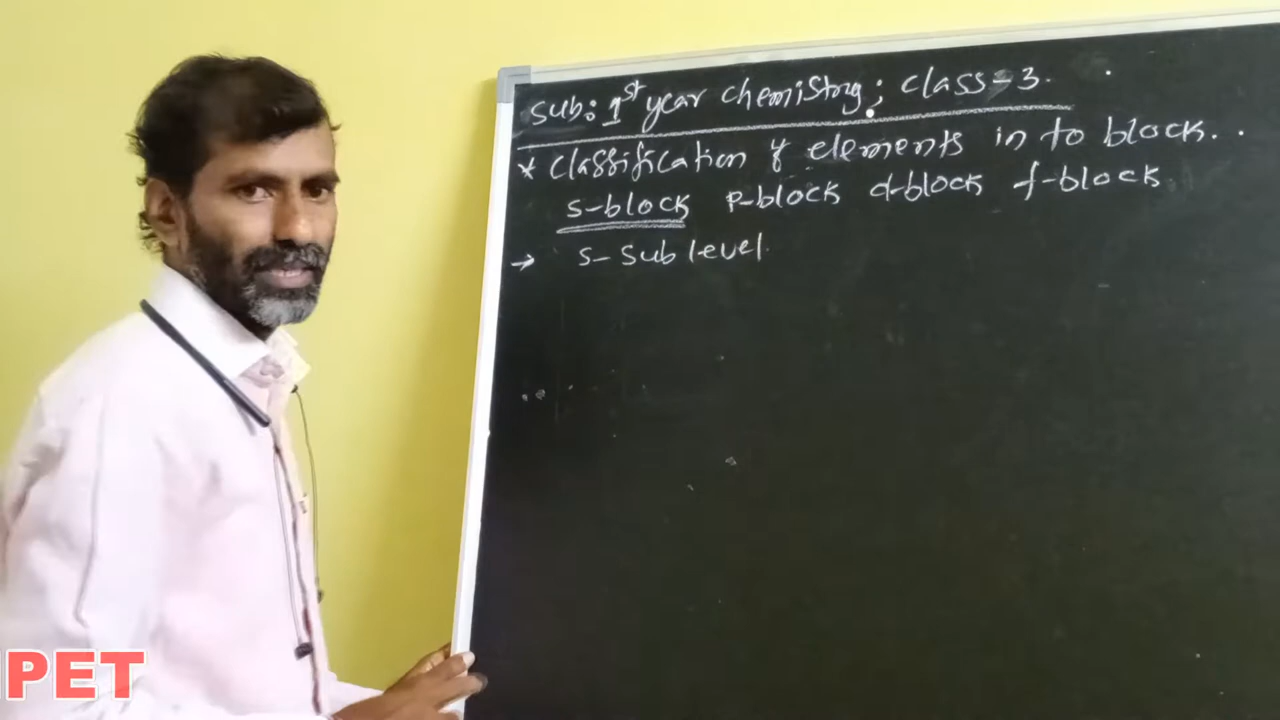 sub: 1st year chemistry; class-3.
* classification of elements in to block..
s-block p-block d-block f-block
→ s-sub level.
PET